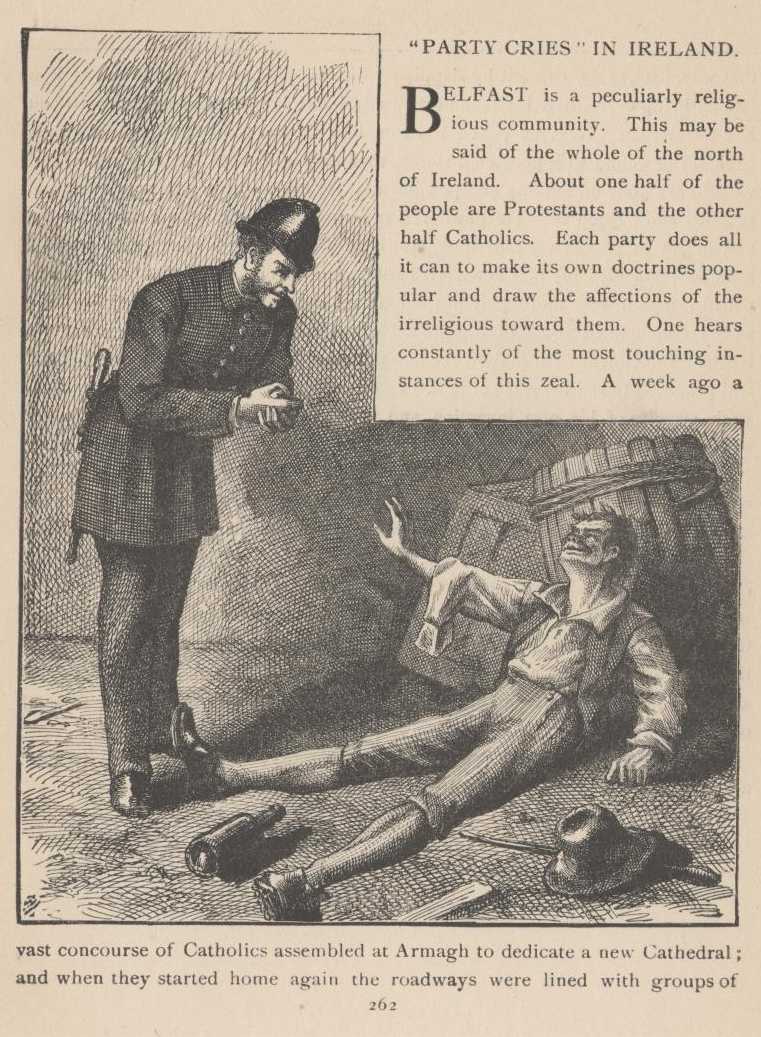 "PARTY CRIES" IN IRELAND.
BELFAST is a peculiarly relig-
ious community. This may be
said of the whole of the north
of Ireland. About one half of the
people are Protestants and the other
half Catholics. Each party does all
it can to make its own doctrines pop-
ular and draw the affections of the
irreligious toward them. One hears
constantly of the most touching in-
stances of this zeal. A week ago a
vast concourse of Catholics assembled at Armagh to dedicate a new Cathedral;
and when they started home again the roadways were lined with groups of
262